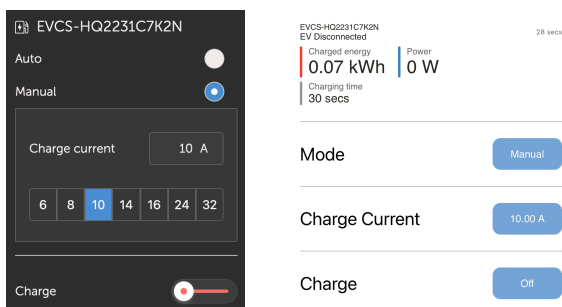 EVCS-HQ2231C7K2N
Auto
Manual
Charge current
10 A
6 8 10 14 16 24 32
Charge
EVCS-HQ2231C7K2N
EV Disconnected
28 secs
Charged energy
0.07 kWh
Power
0 W
Charging time
30 secs
Mode
Manual
Charge Current
10.00 A
Charge
Off